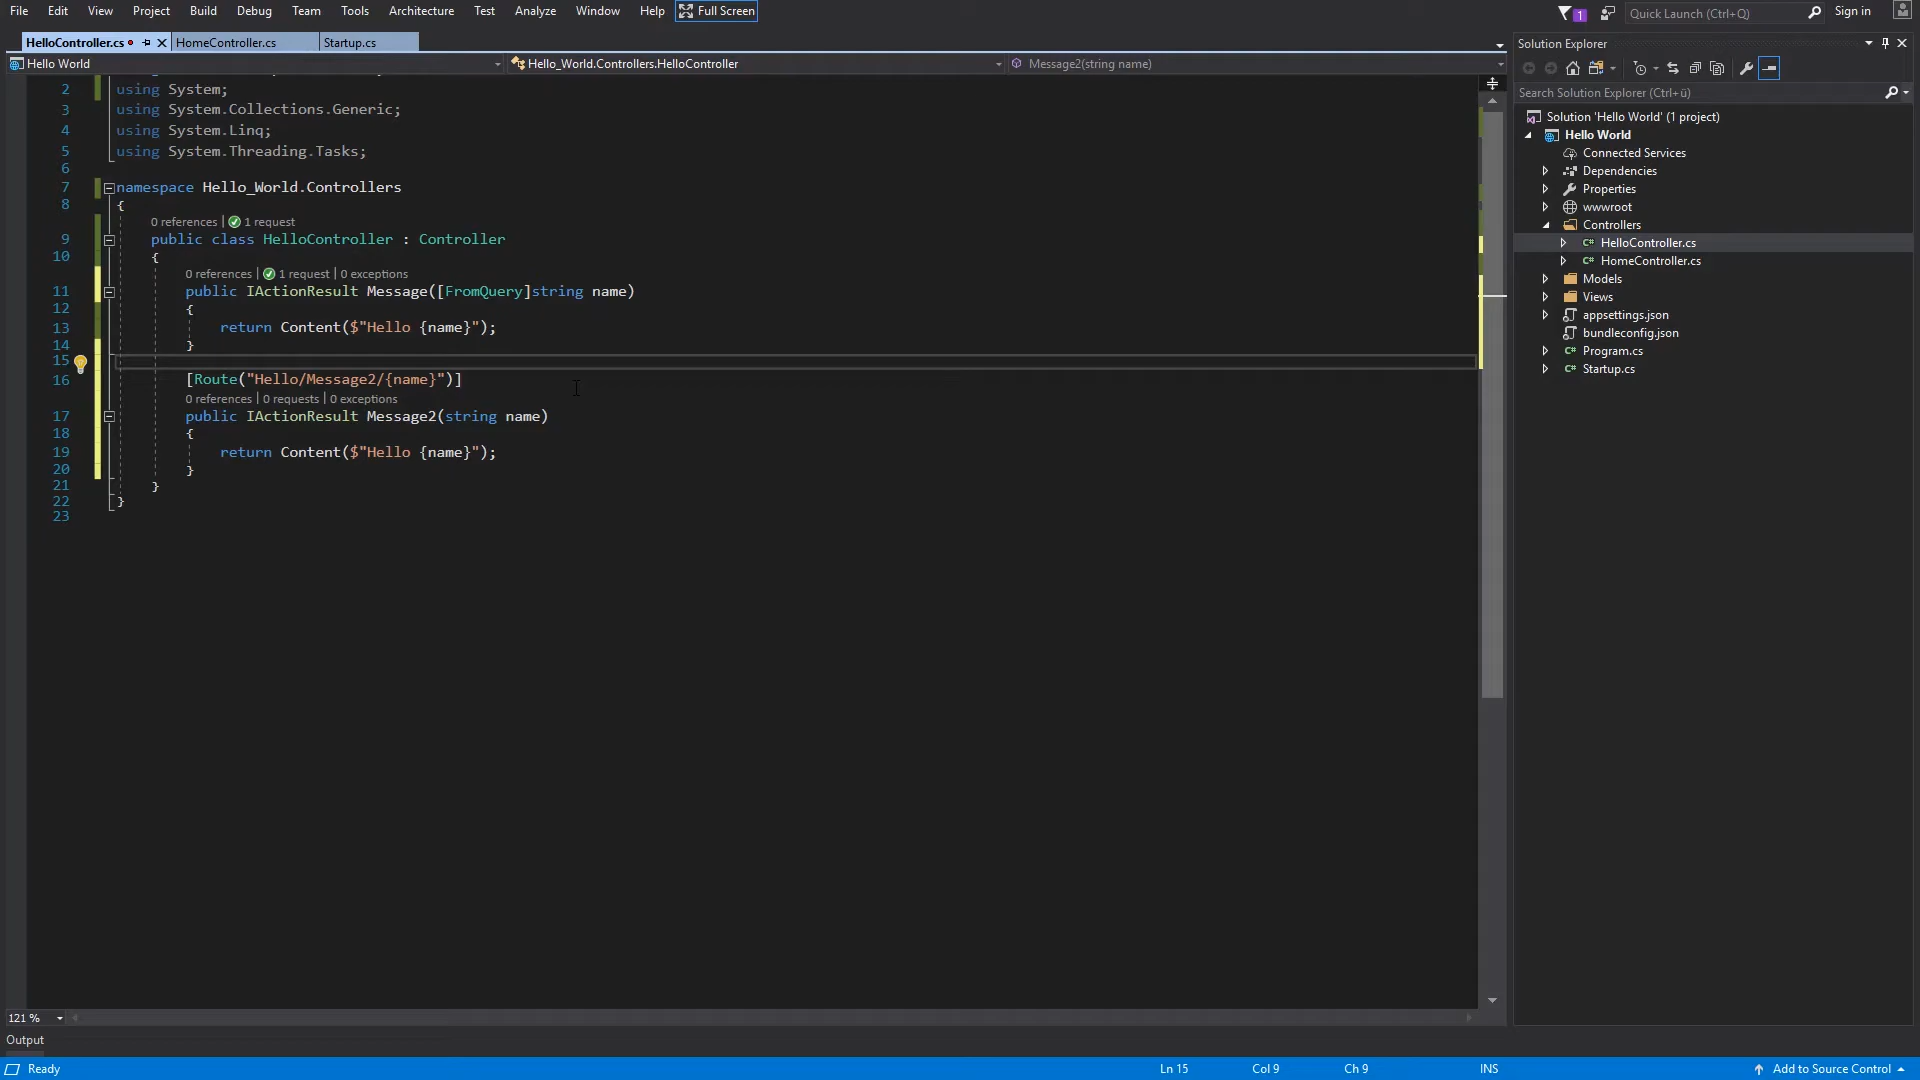 File Edit View Project Build Debug Team Tools Architecture Test Analyze Window Help Full Screen 1 Quick Launch (Ctrl+Q) Sign in
HelloController.cs HomeController.cs Startup.cs
Hello World Hello_World.Controllers.HelloController Message2(string name)
2 using System;
3 using System.Collections.Generic;
4 using System.Linq;
5 using System.Threading.Tasks;
6
7 namespace Hello_World.Controllers
8 {
0 references | 1 request
9 public class HelloController : Controller
10 {
0 references | 1 request | 0 exceptions
11 public IActionResult Message([FromQuery]string name)
12 {
13 return Content($"Hello {name}");
14 }
15
16 [Route("Hello/Message2/{name}")]
0 references | 0 requests | 0 exceptions
17 public IActionResult Message2(string name)
18 {
19 return Content($"Hello {name}");
20 }
21 }
22 }
23
121 %
Output
Solution Explorer
Search Solution Explorer (Ctrl+ü)
Solution 'Hello World' (1 project)
Hello World
Connected Services
Dependencies
Properties
wwwroot
Controllers
C# HelloController.cs
C# HomeController.cs
Models
Views
appsettings.json
bundleconfig.json
C# Program.cs
C# Startup.cs
Ready Ln 15 Col 9 Ch 9 INS Add to Source Control